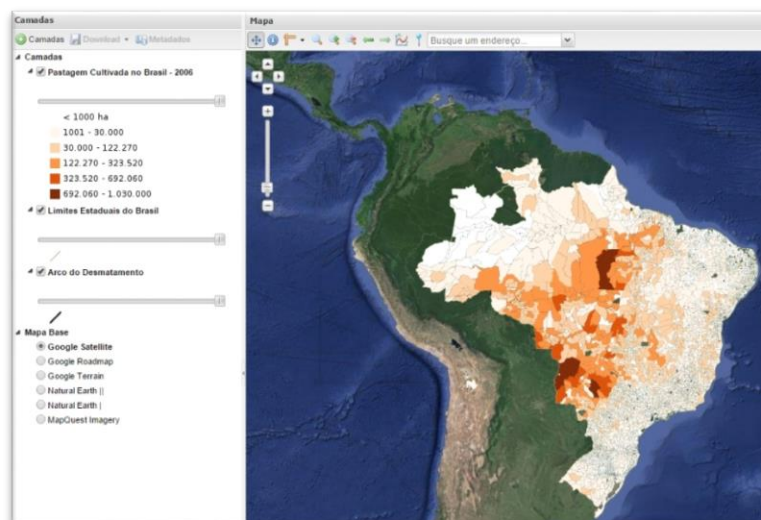 Camadas
Mapa
Camadas
Download
Metadados
Busque um endereço...
Camadas
Pastagem Cultivada no Brasil - 2006
< 1000 ha
1001 - 30.000
30.000 - 122.270
122.270 - 323.520
323.520 - 692.060
692.060 - 1.030.000
Limites Estaduais do Brasil
Arco do Desmatamento
Mapa Base
Google Satellite
Google Roadmap
Google Terrain
Natural Earth ||
Natural Earth |
MapQuest Imagery